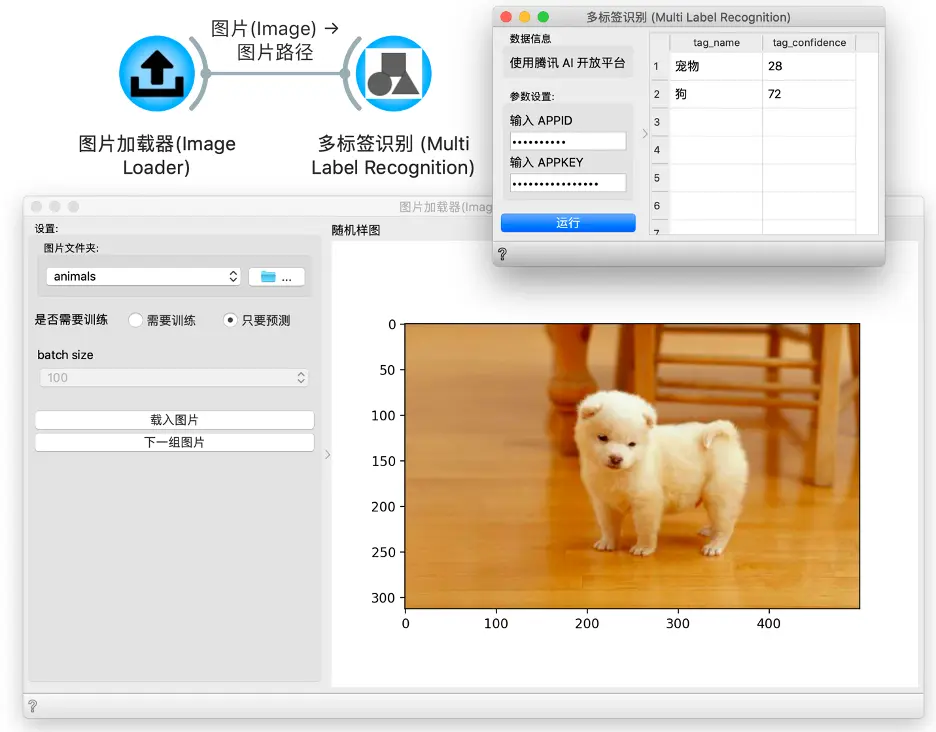 图片(Image) →
图片路径
图片加载器(Image
Loader)
多标签识别 (Multi
Label Recognition)
多标签识别 (Multi Label Recognition)
数据信息
使用腾讯 AI 开放平台
参数设置:
输入 APPID
••••••••••
输入 APPKEY
••••••••••••••••
运行
tag_name tag_confidence
1 宠物 28
2 狗 72
3
4
5
6
7
?
图片加载器(Imag
设置:
图片文件夹:
animals
...
是否需要训练 需要训练 只要预测
batch size
100
载入图片
下一组图片
随机样图
0
50
100
150
200
250
300
0 100 200 300 400
?